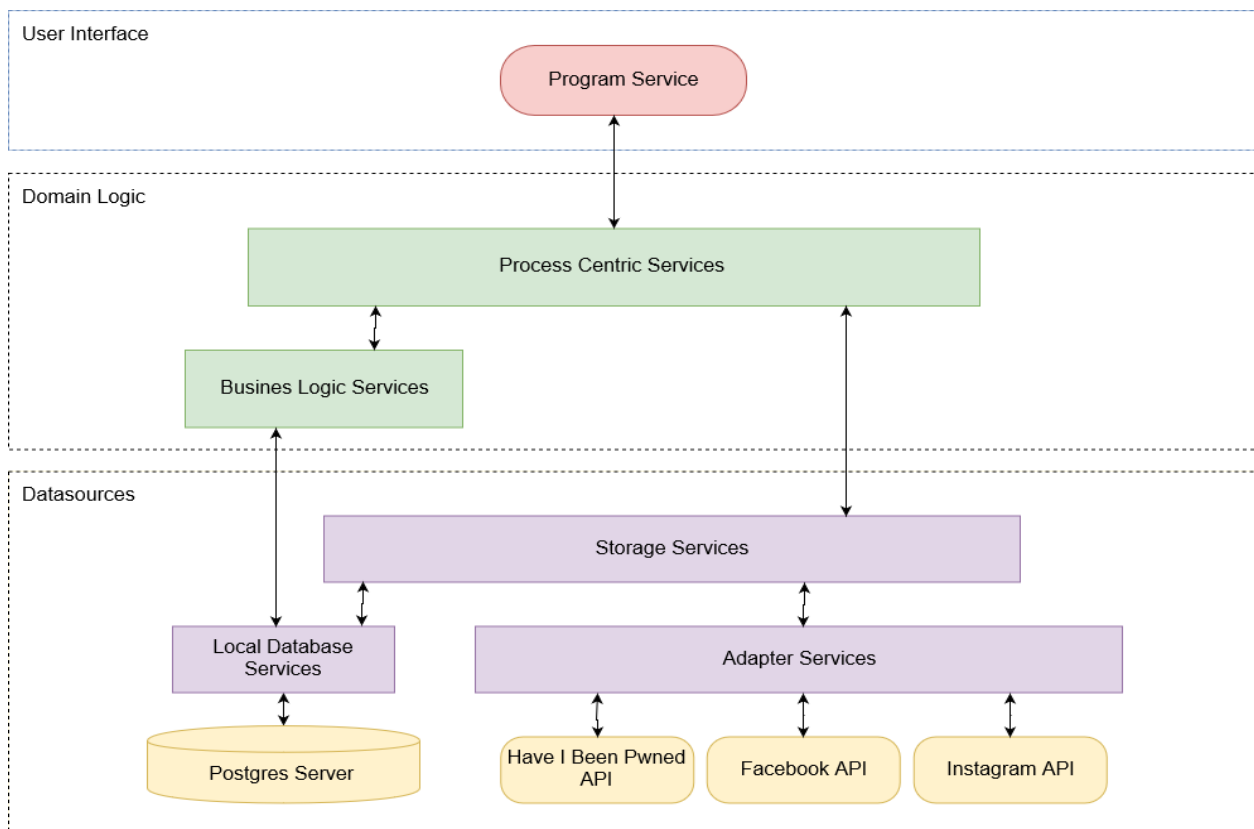 User Interface
Program Service
Domain Logic
Process Centric Services
Busines Logic Services
Datasources
Storage Services
Local Database
Services
Adapter Services
Postgres Server
Have I Been Pwned
API
Facebook API
Instagram API